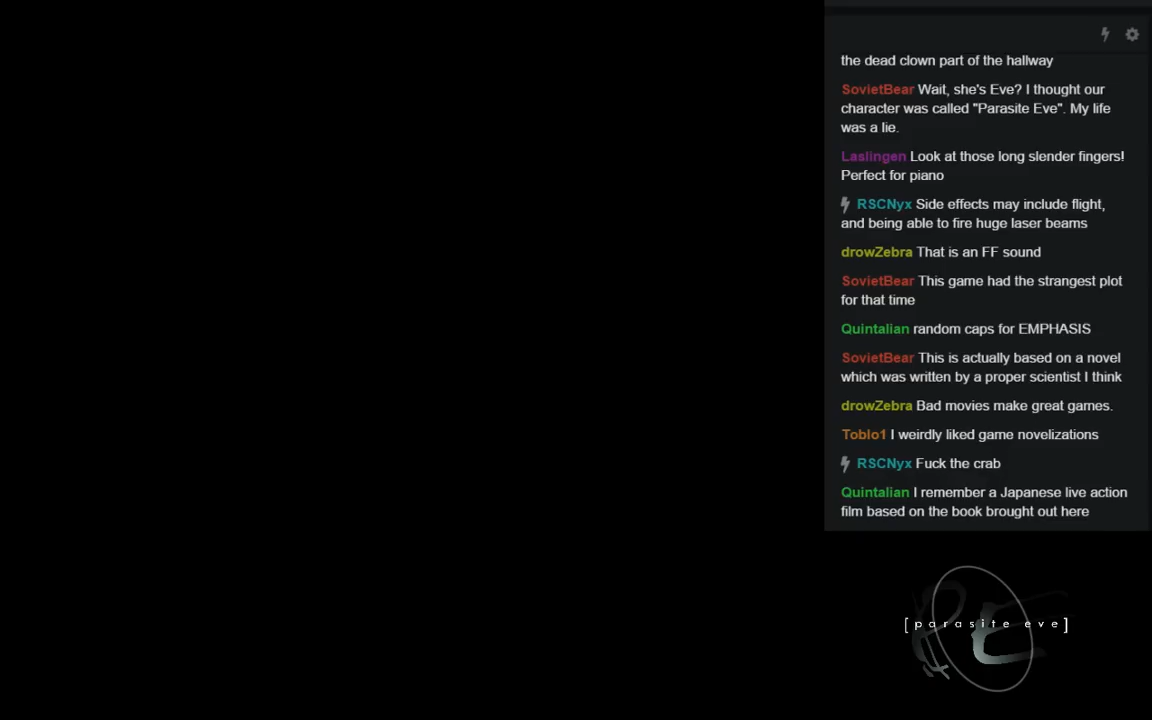 the dead clown part of the hallway
SovietBear Wait, she's Eve? I thought our
character was called "Parasite Eve". My life
was a lie.
Laslingen Look at those long slender fingers!
Perfect for piano
RSCNyx Side effects may include flight,
and being able to fire huge laser beams
drowZebra That is an FF sound
SovietBear This game had the strangest plot
for that time
Quintalian random caps for EMPHASIS
SovietBear This is actually based on a novel
which was written by a proper scientist I think
drowZebra Bad movies make great games.
Toblo1 I weirdly liked game novelizations
RSCNyx Fuck the crab
Quintalian I remember a Japanese live action
film based on the book brought out here
[parasite eve]
PE